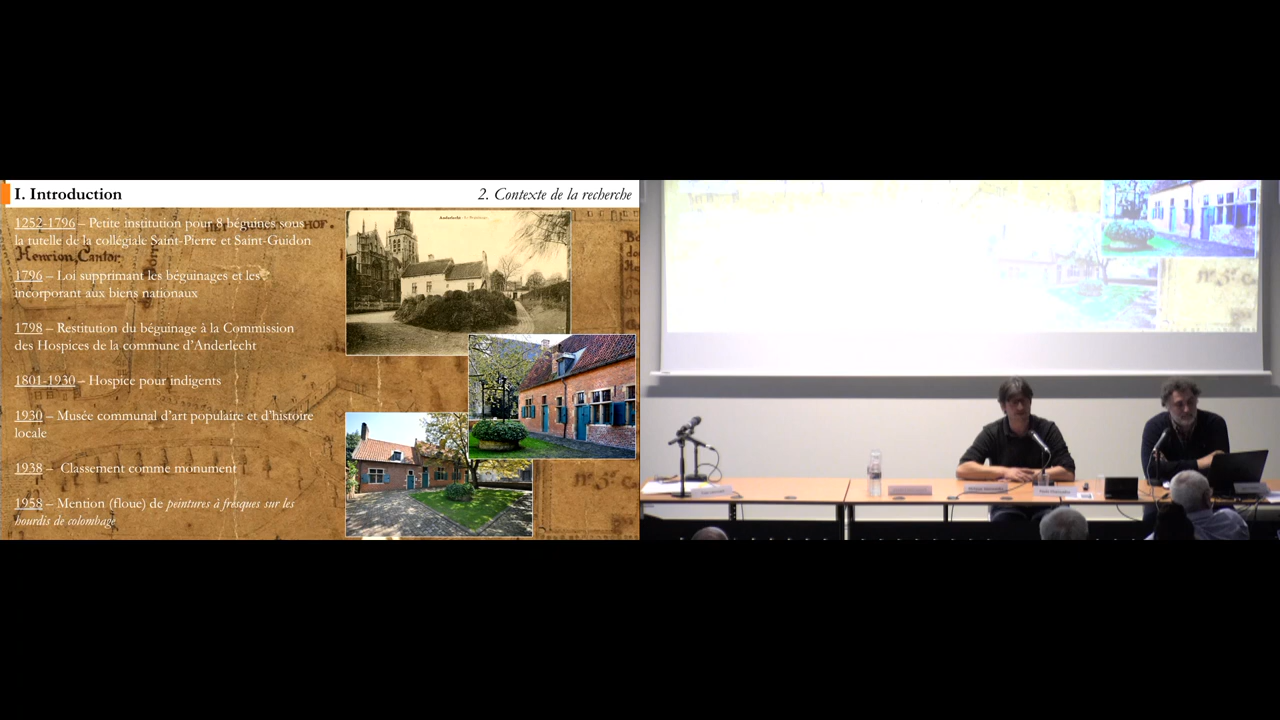 I. Introduction
2. Contexte de la recherche
1252-1796 – Petite institution pour 8 béguines sous
la tutelle de la collégiale Saint-Pierre et Saint-Guidon
1796 – Loi supprimant les béguinages et les
incorporant aux biens nationaux
1798 – Restitution du béguinage à la Commission
des Hospices de la commune d'Anderlecht
1801-1930 – Hospice pour indigents
1930 – Musée communal d'art populaire et d'histoire
locale
1938 – Classement comme monument
1958 – Mention (floue) de peintures à fresques sur les
hourdis de colombage
Henrion, Cantor